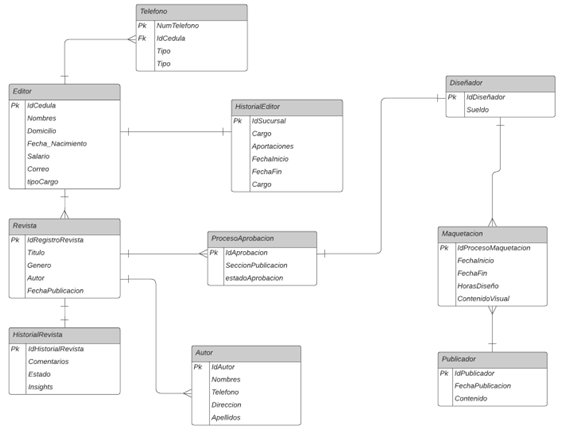 Telefono
Pk NumTelefono
Fk IdCedula
Tipo
Tipo
Editor
Pk IdCedula
Nombres
Domicilio
Fecha_Nacimiento
Salario
Correo
tipoCargo
HistorialEditor
Pk IdSucursal
Cargo
Aportaciones
FechaInicio
FechaFin
Cargo
Diseñador
Pk IdDiseñador
Sueldo
Revista
Pk IdRegistroRevista
Titulo
Genero
Autor
FechaPublicacion
ProcesoAprobacion
Pk IdAprobacion
SeccionPublicacion
estadoAprobacion
Maquetacion
Pk IdProcesoMaquetacion
FechaInicio
FechaFin
HorasDiseño
ContenidoVisual
HistorialRevista
Pk IdHistorialRevista
Comentarios
Estado
Insights
Autor
Pk IdAutor
Nombres
Telefono
Direccion
Apellidos
Publicador
Pk IdPublicador
FechaPublicacion
Contenido